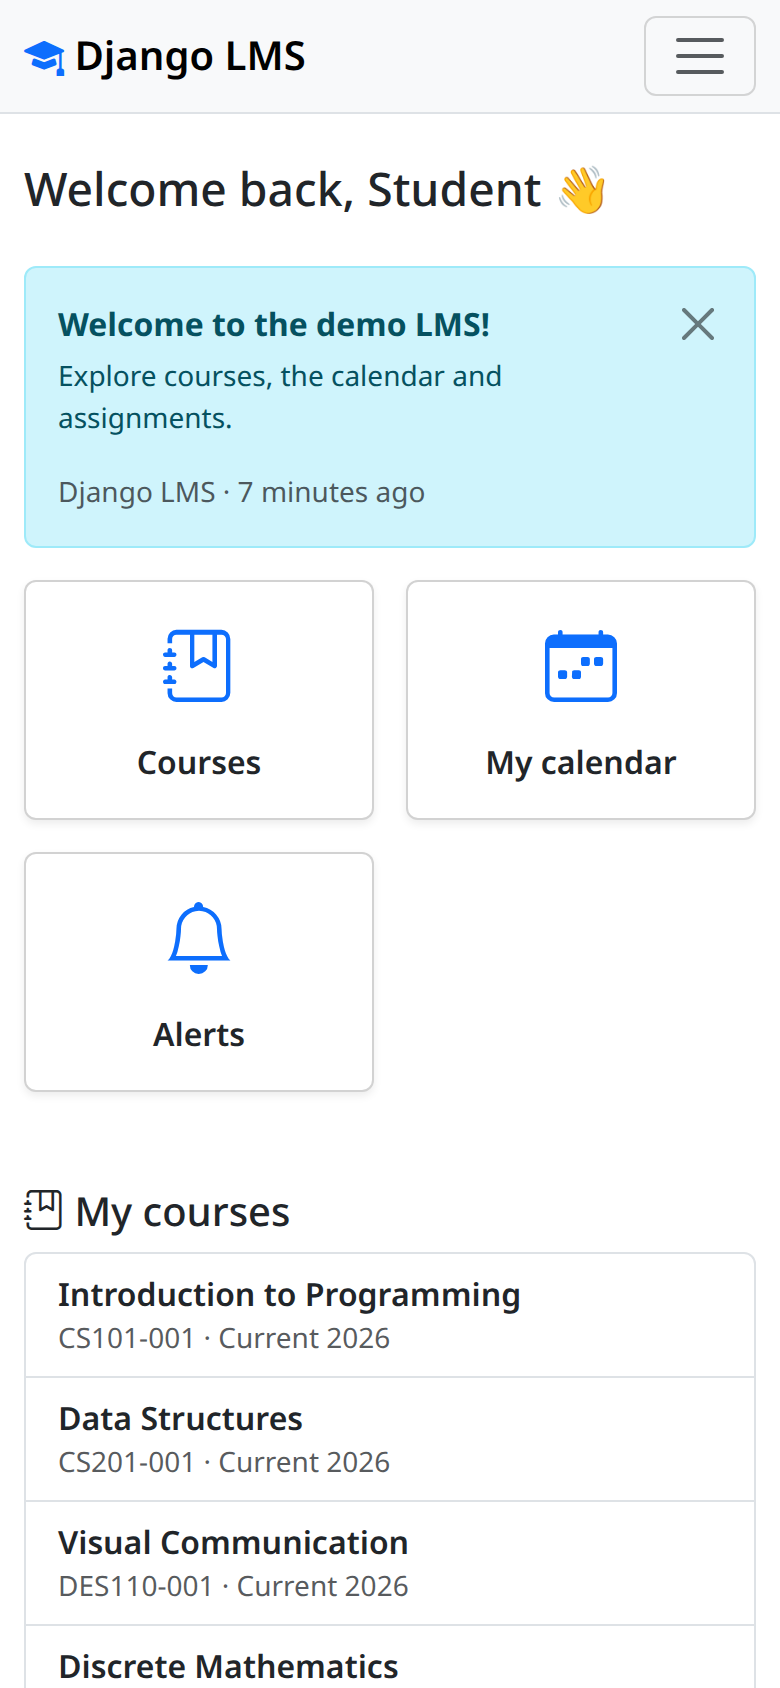 Django LMS
Welcome back, Student 👋
Welcome to the demo LMS!
Explore courses, the calendar and
assignments.
Django LMS · 7 minutes ago
Courses
My calendar
Alerts
My courses
Introduction to Programming
CS101-001 · Current 2026
Data Structures
CS201-001 · Current 2026
Visual Communication
DES110-001 · Current 2026
Discrete Mathematics